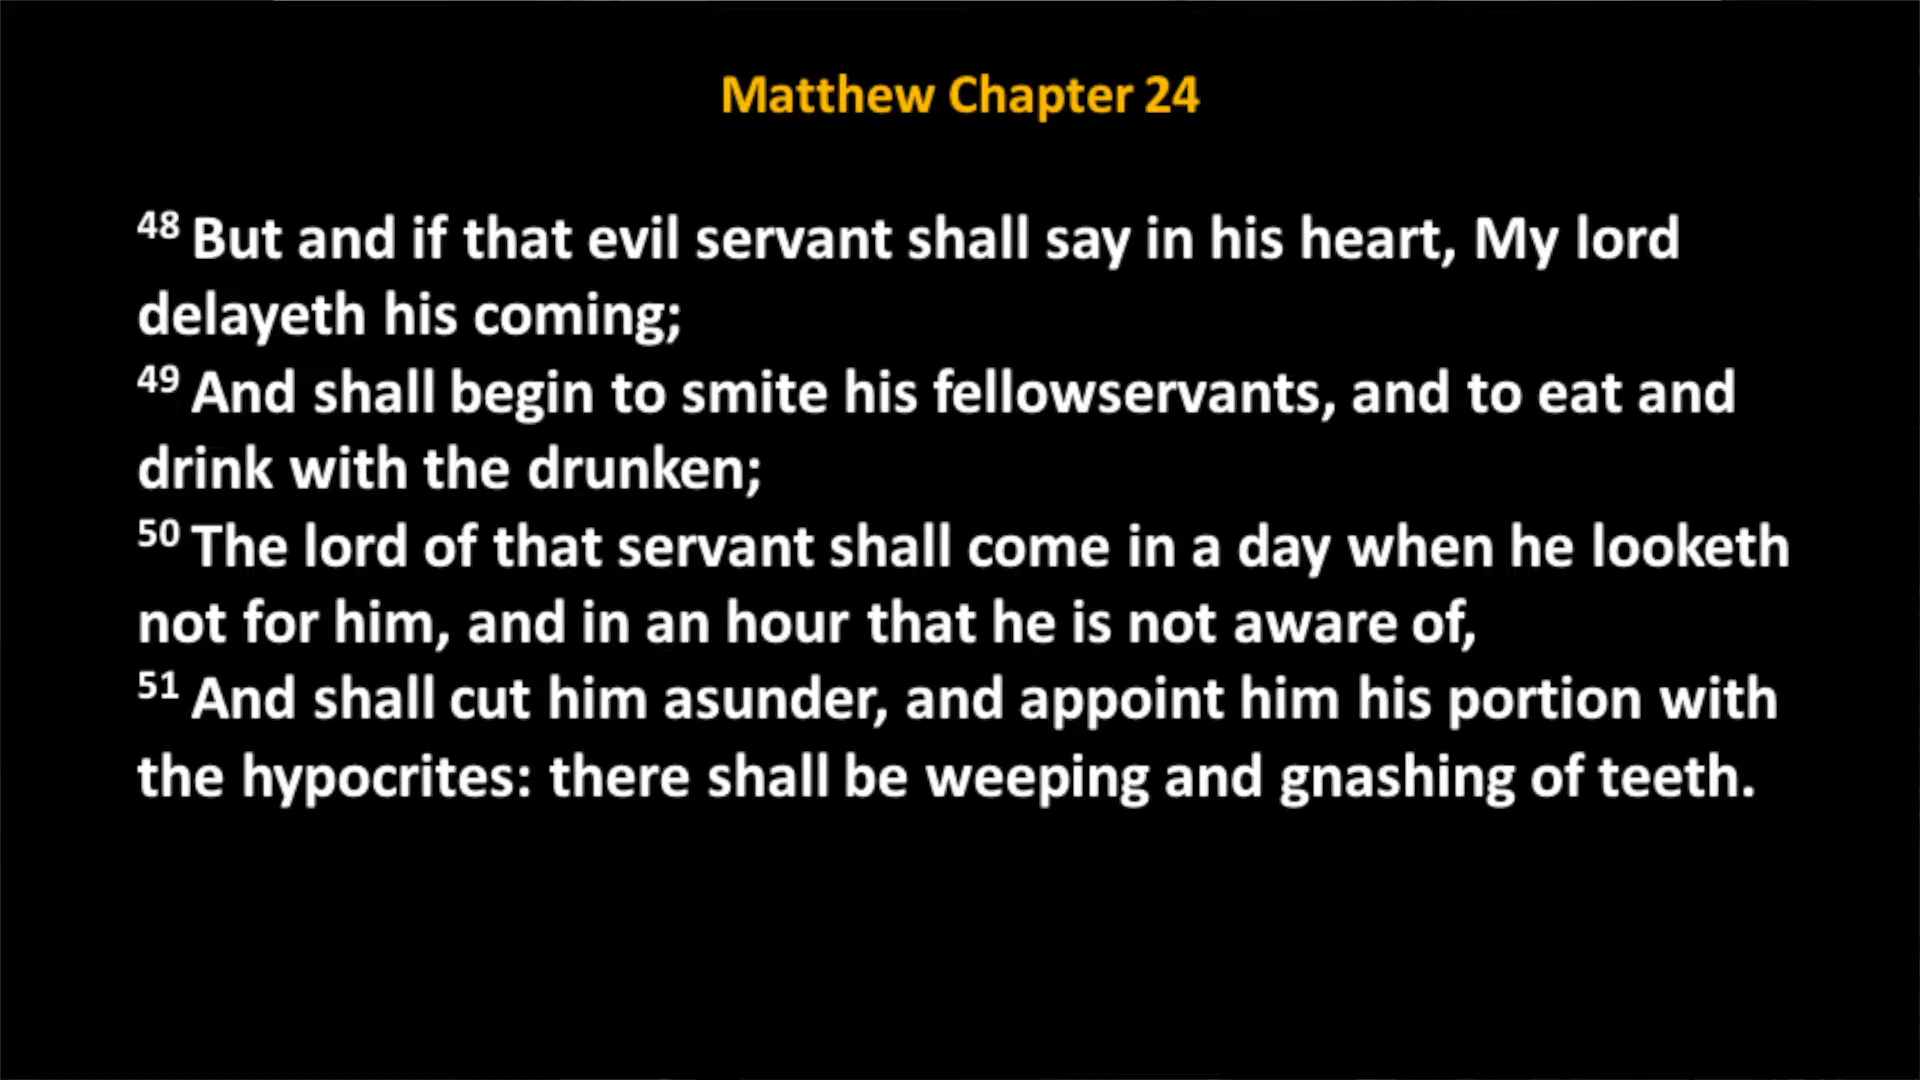 Matthew Chapter 24
48 But and if that evil servant shall say in his heart, My lord
delayeth his coming;
49 And shall begin to smite his fellowservants, and to eat and
drink with the drunken;
50 The lord of that servant shall come in a day when he looketh
not for him, and in an hour that he is not aware of,
51 And shall cut him asunder, and appoint him his portion with
the hypocrites: there shall be weeping and gnashing of teeth.